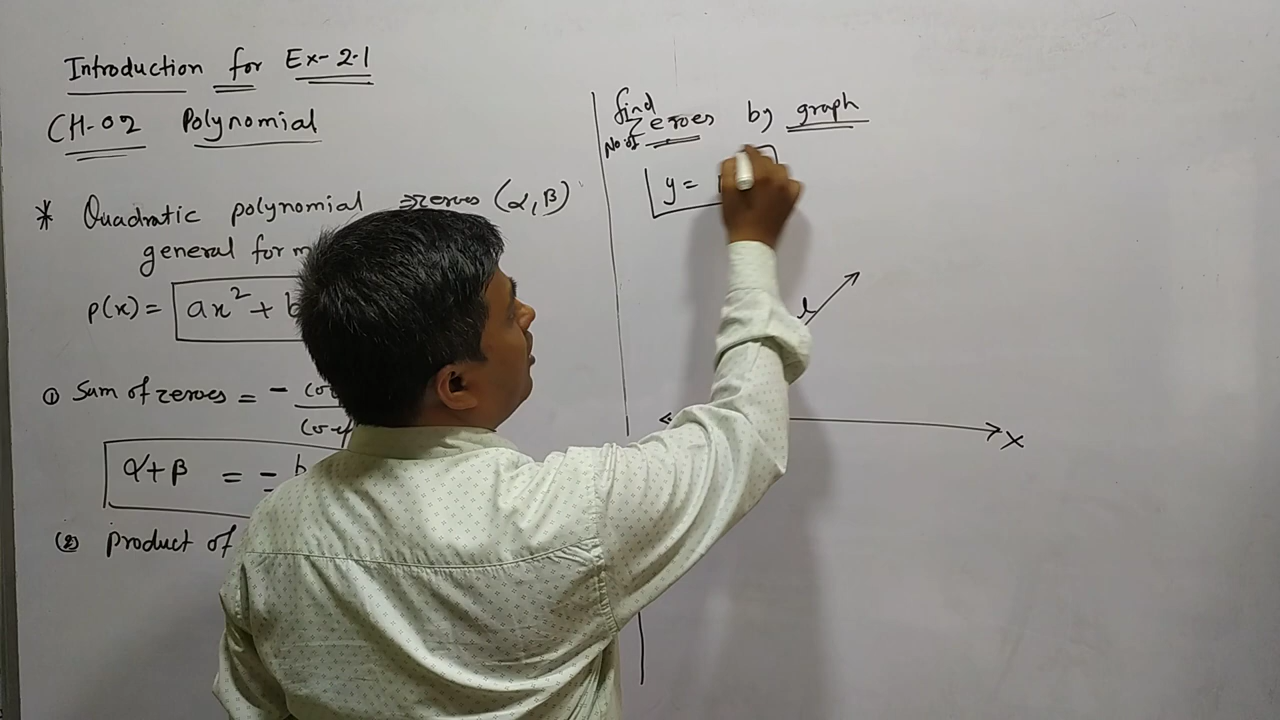 Introduction for Ex-2.1
CH-02 Polynomial
* Quadratic polynomial zeroes (α, β)
general form
p(x) = ax² + b
① Sum of zeroes = -
α+β = - b
(2) product of
find
No. of zeroes by graph
y =
l
X